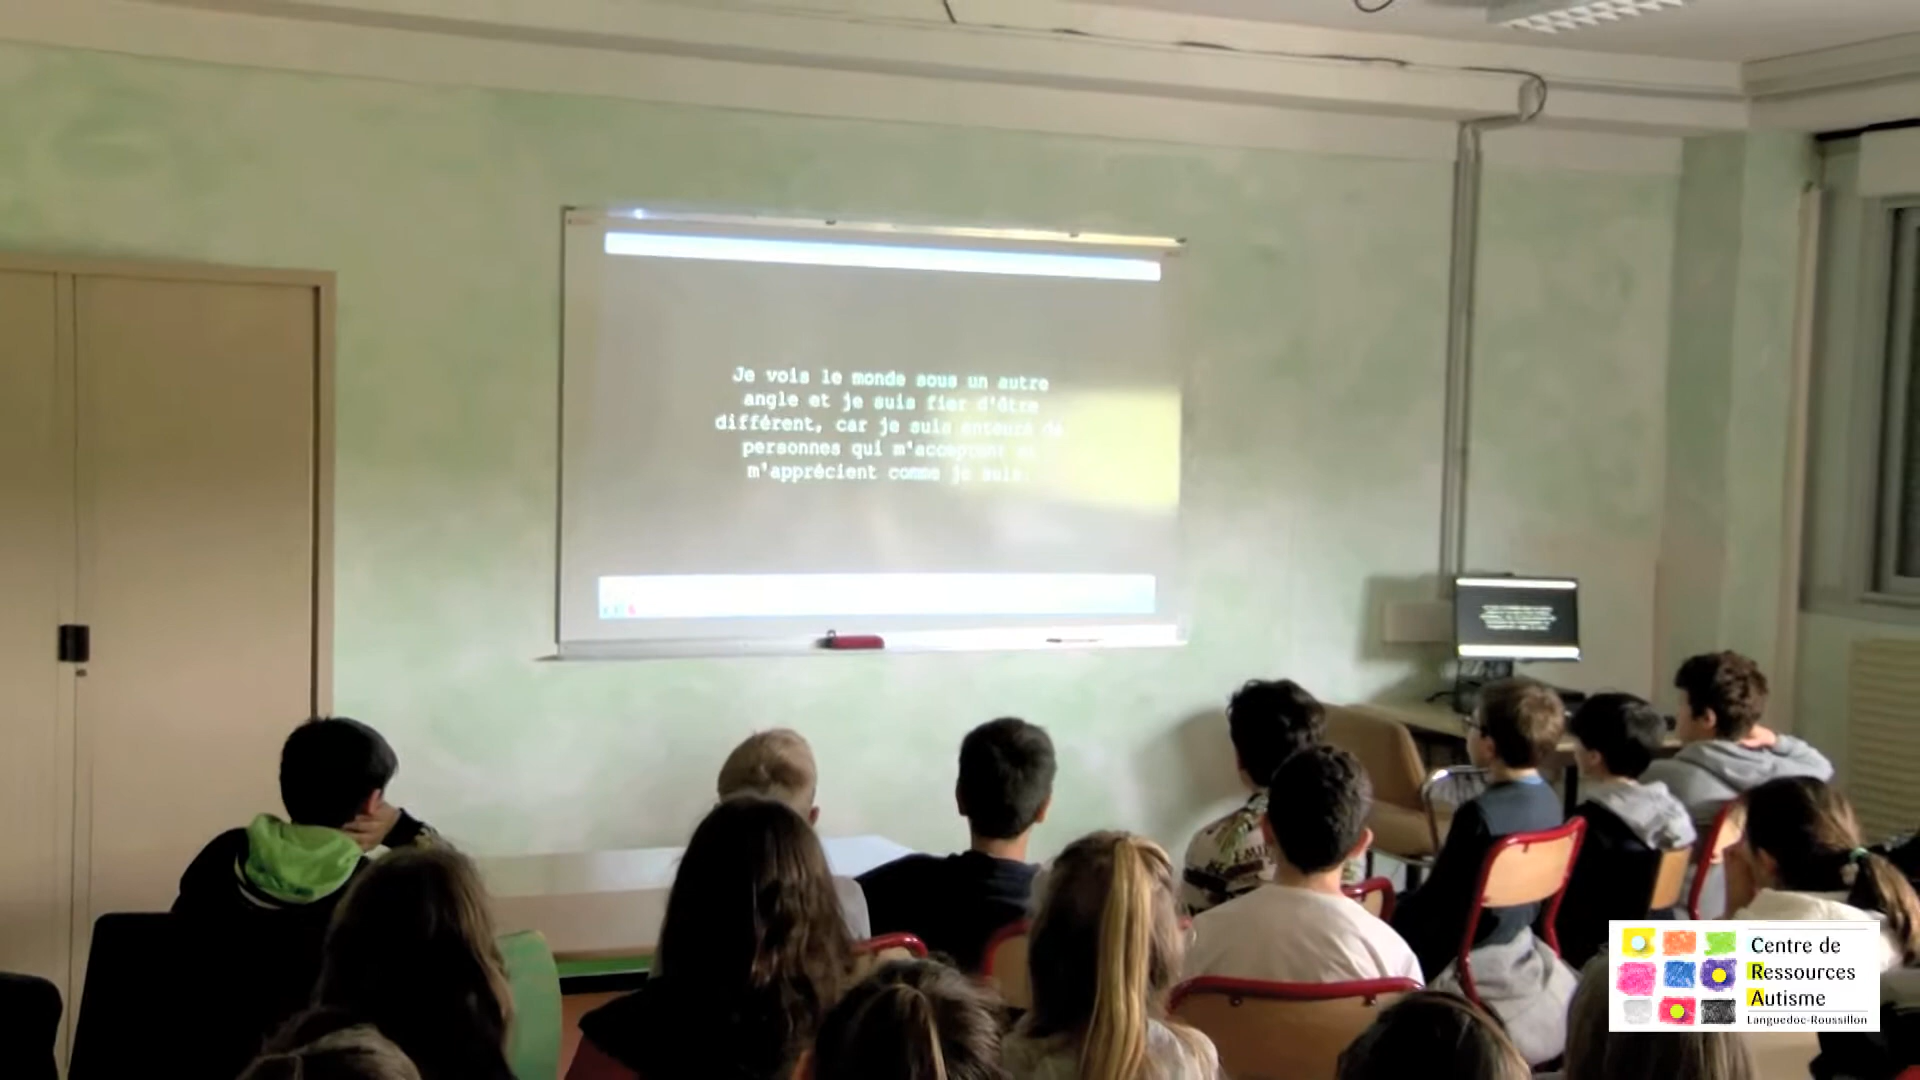 Je vois le monde sous un autre
angle et je suis fier d'être
différent, car je suis entouré de
personnes qui m'acceptent et
m'apprécient comme je suis.
Centre de
Ressources
Autisme
Languedoc-Roussillon